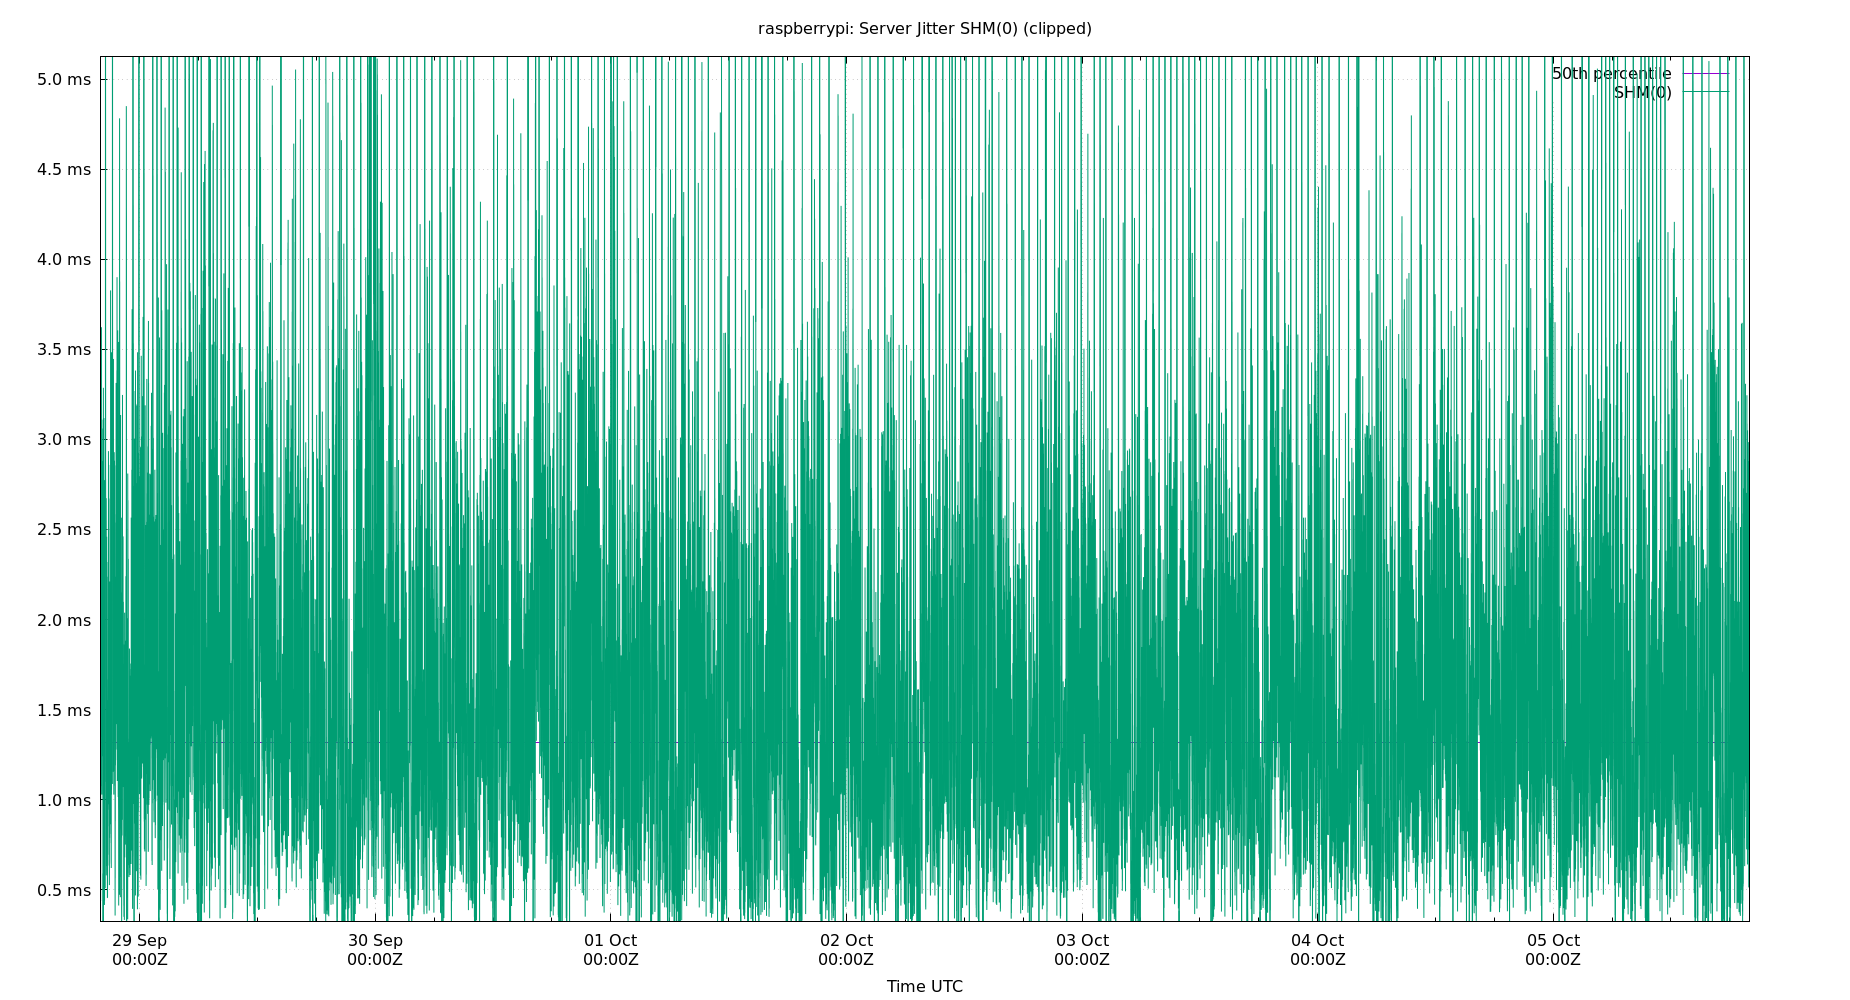 raspberrypi: Server Jitter SHM(0) (clipped)
50th percentile
SHM(0)
5.0 ms
4.5 ms
4.0 ms
3.5 ms
3.0 ms
2.5 ms
2.0 ms
1.5 ms
1.0 ms
0.5 ms
29 Sep 30 Sep 01 Oct 02 Oct 03 Oct 04 Oct 05 Oct
00:00Z 00:00Z 00:00Z 00:00Z 00:00Z 00:00Z 00:00Z
Time UTC